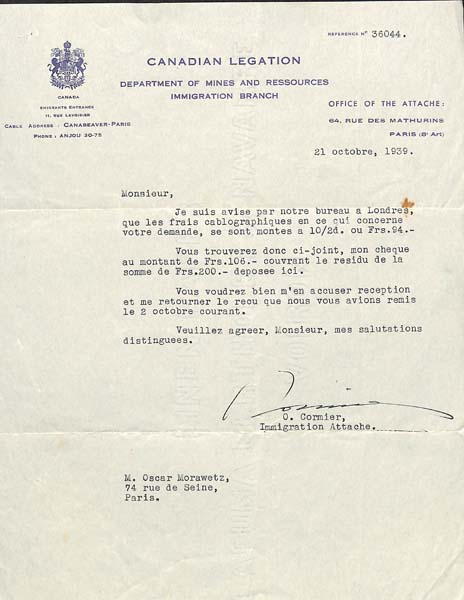 REFERENCE Nº 36044.
CANADIAN LEGATION
DEPARTMENT OF MINES AND RESSOURCES
IMMIGRATION BRANCH
CANADA
EMIGRANTS ENTRANCE
11, RUE LAVOISIER
CABLE ADDRESS : CANABEAVER-PARIS
PHONE : ANJOU 20-75
OFFICE OF THE ATTACHE:
64, RUE DES MATHURINS
PARIS (8e Art)
21 octobre, 1939.
Monsieur,
Je suis avise par notre bureau a Londres,
que les frais cablographiques en ce qui concerne
votre demande, se sont montes a 10/2d. ou Frs.94.-
Vous trouverez donc ci-joint, mon cheque
au montant de Frs.106.- couvrant le residu de la
somme de Frs.200.- deposee ici.
Vous voudrez bien m'en accuser reception
et me retourner le recu que nous vous avions remis
le 2 octobre courant.
Veuillez agreer, Monsieur, mes salutations
distinguees.
O. Cormier,
Immigration Attache.
M. Oscar Morawetz,
74 rue de Seine,
Paris.